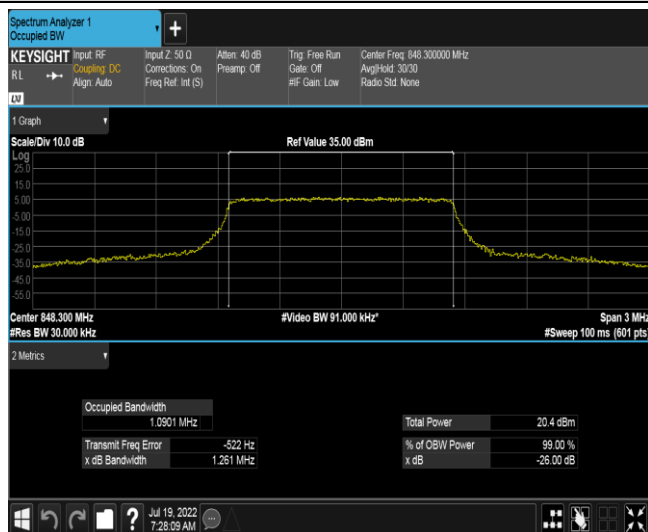 Spectrum Analyzer 1
Occupied BW
KEYSIGHT
RL
LXI
Input: RF
Coupling: DC
Align: Auto
Input Z: 50 Ω
Corrections: On
Freq Ref: Int (S)
Atten: 40 dB
Preamp: Off
Trig: Free Run
Gate: Off
#IF Gain: Low
Center Freq: 848.300000 MHz
Avg|Hold: 30/30
Radio Std: None
1 Graph
Scale/Div 10.0 dB
Ref Value 35.00 dBm
Log
25.0
15.0
5.00
-5.00
-15.0
-25.0
-35.0
-45.0
-55.0
Center 848.300 MHz
#Video BW 91.000 kHz*
Span 3 MHz
#Res BW 30.000 kHz
#Sweep 100 ms (601 pts)
2 Metrics
Occupied Bandwidth
1.0901 MHz
Total Power 20.4 dBm
Transmit Freq Error -522 Hz
% of OBW Power 99.00 %
x dB Bandwidth 1.261 MHz
x dB -26.00 dB
?
Jul 19, 2022
7:28:09 AM